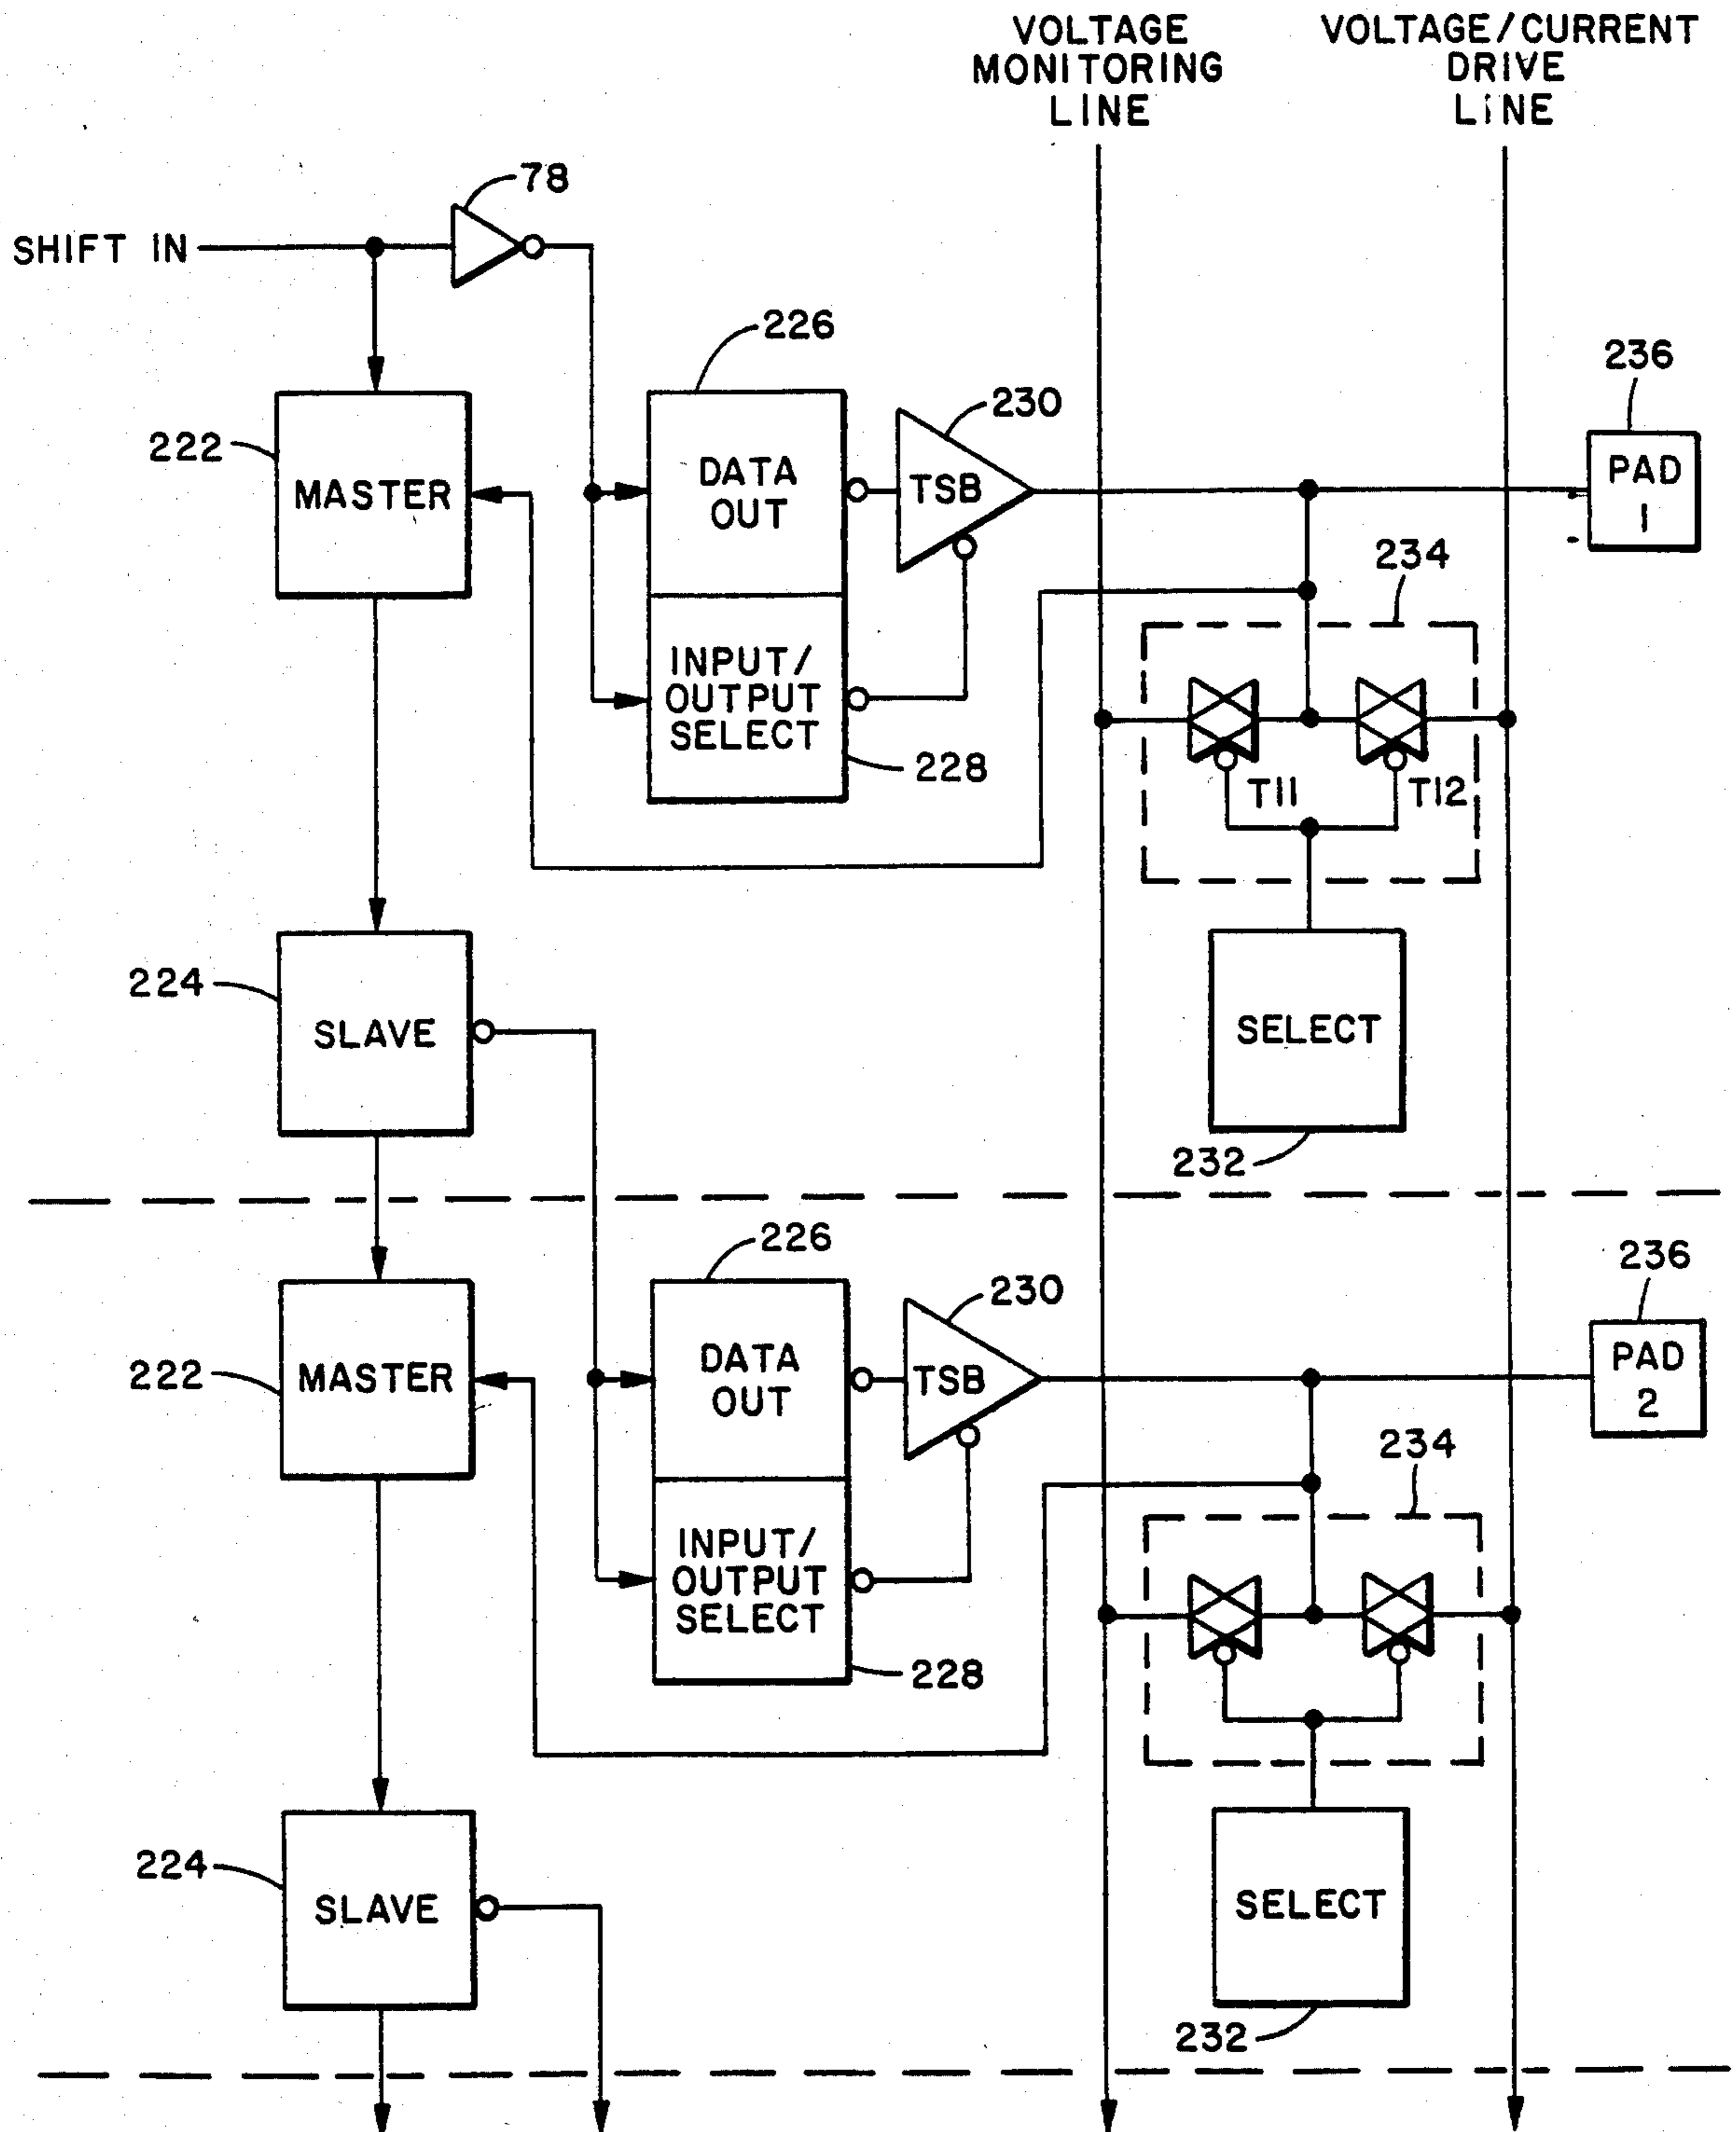 VOLTAGE
MONITORING
LINE
VOLTAGE/CURRENT
DRIVE
LINE
78
SHIFT IN
226
230
236
222
MASTER
DATA
OUT
TSB
PAD
1
234
INPUT/
OUTPUT
SELECT
228
T11
T12
224
SLAVE
SELECT
232
226
230
236
222
MASTER
DATA
OUT
TSB
PAD
2
234
INPUT/
OUTPUT
SELECT
228
224
SLAVE
SELECT
232